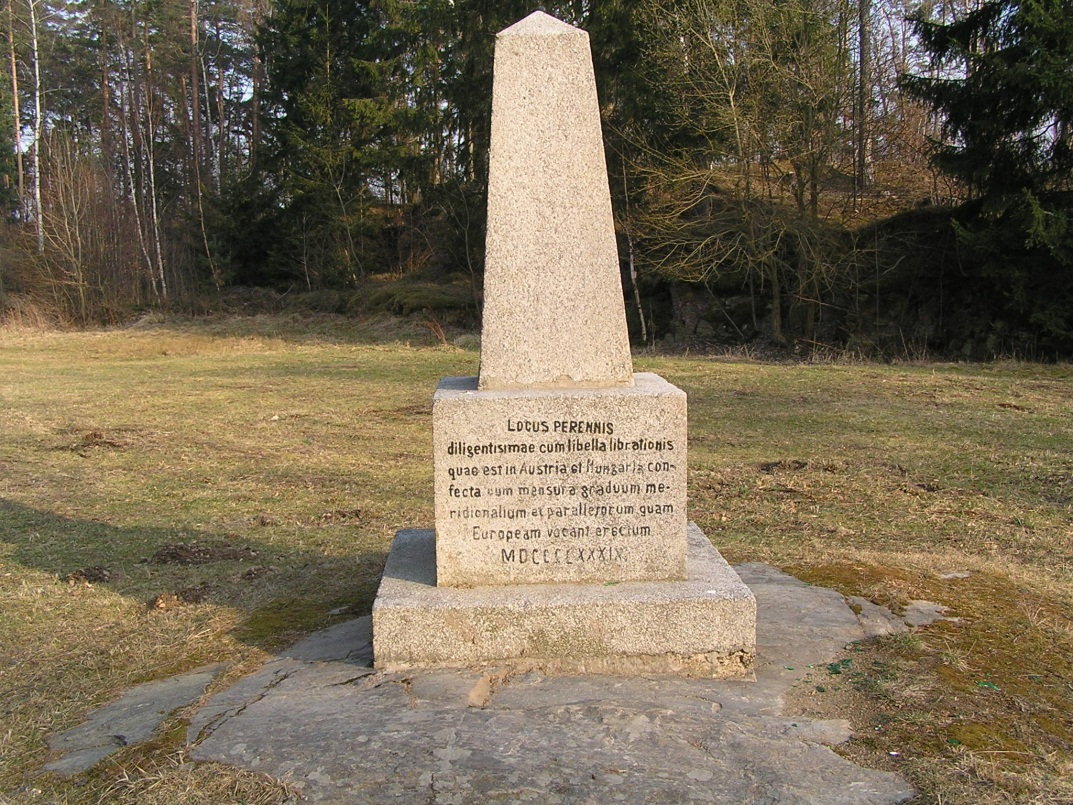 LOCUS PERENNIS
diligentisimae cum libella librationis
quae est in Austria et Hungaria con-
fecta cum mensura graduum me-
ridionalium et parallelorum quam
Europeam vocant erectum
MDCCCLXXXIX.